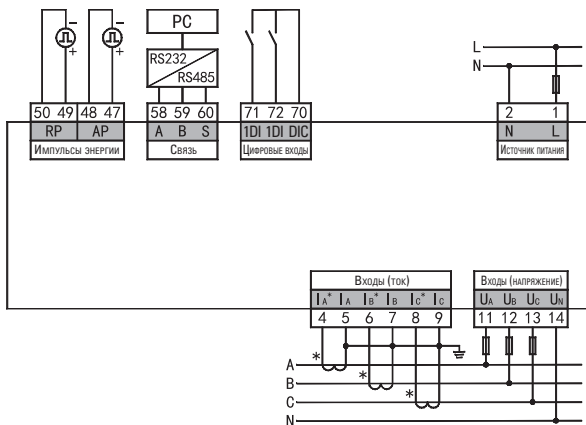 PC
RS232
RS485
L
N
50 49 48 47
RP AP
Импульсы энергии
58 59 60
A B S
Связь
71 72 70
1DI 1DI DIC
Цифровые входы
2 1
N L
Источник питания
Входы (ток)
IA* IA IB* IB IC* IC
4 5 6 7 8 9
Входы (напряжение)
UA UB UC UN
11 12 13 14
* * *
A
B
C
N
- +
- +